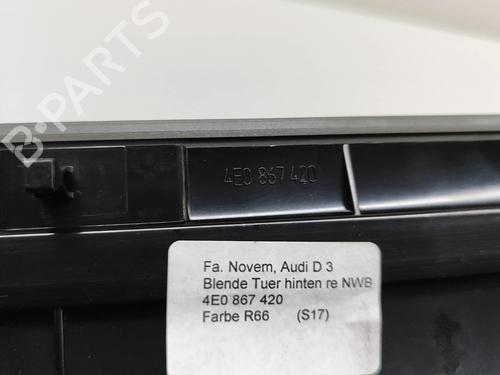 B-PARTS
4E0 867 420
Fa. Novem, Audi D 3
Blende Tuer hinten re NWB
4E0 867 420
Farbe R66 (S17)